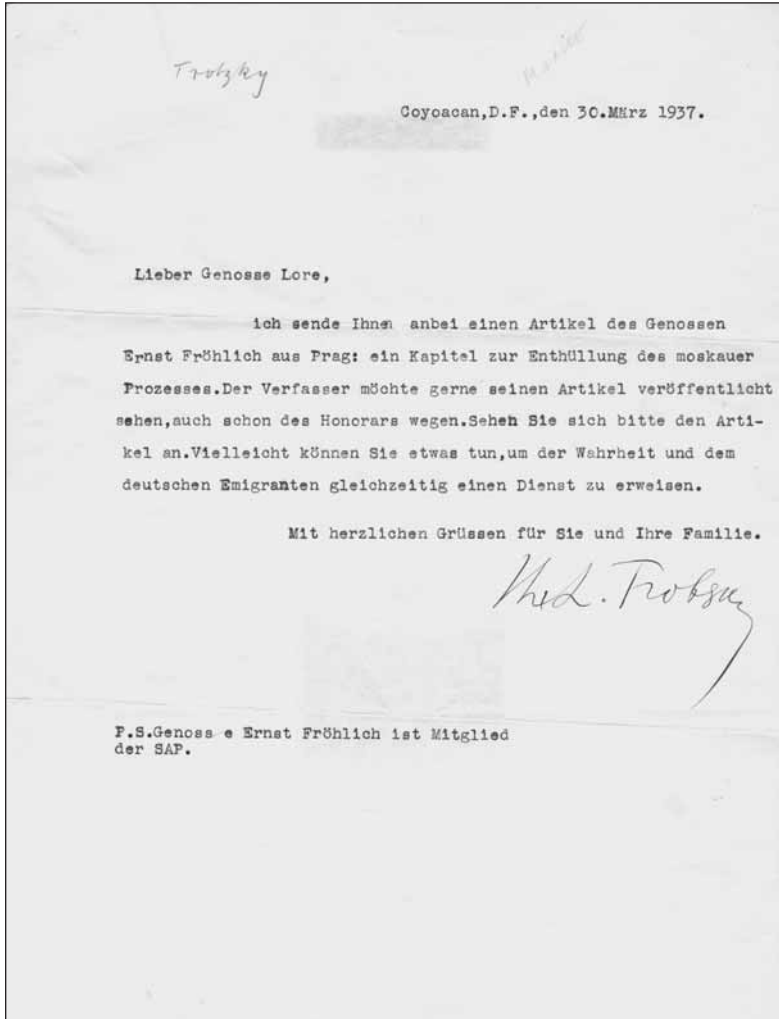 Trotzky Mexico
Coyoacan,D.F.,den 30.März 1937.
Lieber Genosse Lore,
ich sende Ihnen anbei einen Artikel des Genossen
Ernst Fröhlich aus Prag: ein Kapitel zur Enthüllung des moskauer
Prozesses.Der Verfasser möchte gerne seinen Artikel veröffentlicht
sehen,auch schon des Honorars wegen.Sehen Sie sich bitte den Arti-
kel an.Vielleicht können Sie etwas tun,um der Wahrheit und dem
deutschen Emigranten gleichzeitig einen Dienst zu erweisen.
Mit herzlichen Grüssen für Sie und Ihre Familie.
L. Trotzky
P.S.Genoss e Ernst Fröhlich ist Mitglied
der SAP.